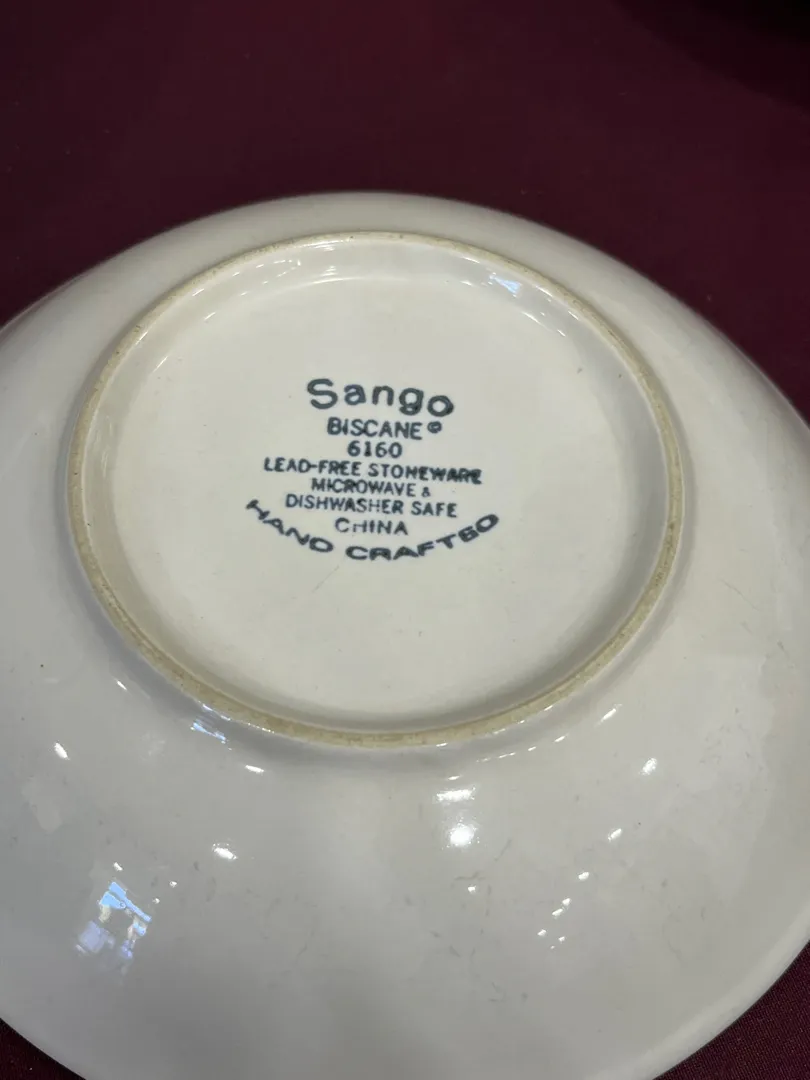 Sango
BISCANE©
6160
LEAD-FREE STONEWARE
MICROWAVE &
DISHWASHER SAFE
CHINA
HAND CRAFTED